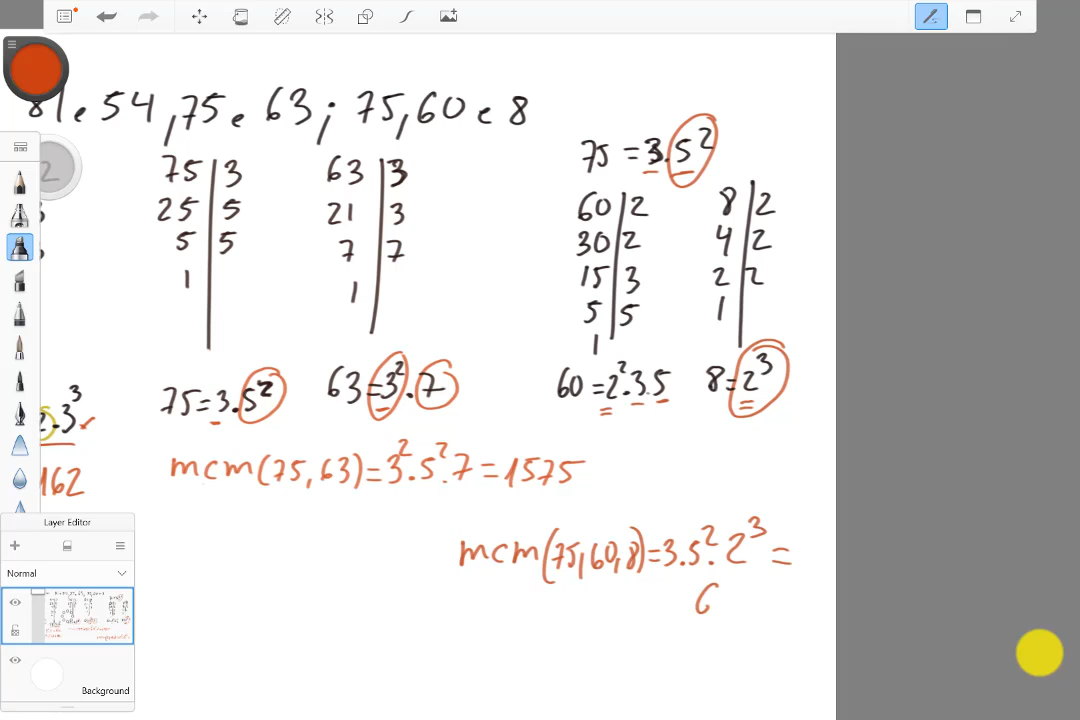 81 e 54, 75 e 63; 75, 60 e 8
75 | 3
25 | 5
5 | 5
1
75 = 3.5²
63 | 3
21 | 3
7 | 7
1
63 = 3².7
75 = 3.5²
60 | 2
30 | 2
15 | 3
5 | 5
1
60 = 2².3.5
8 | 2
4 | 2
2 | 2
1
8 = 2³
2.3³
162
mcm(75,63) = 3².5².7 = 1575
mcm(75,60,8) = 3.5².2³ =
6
Layer Editor
Normal
Background